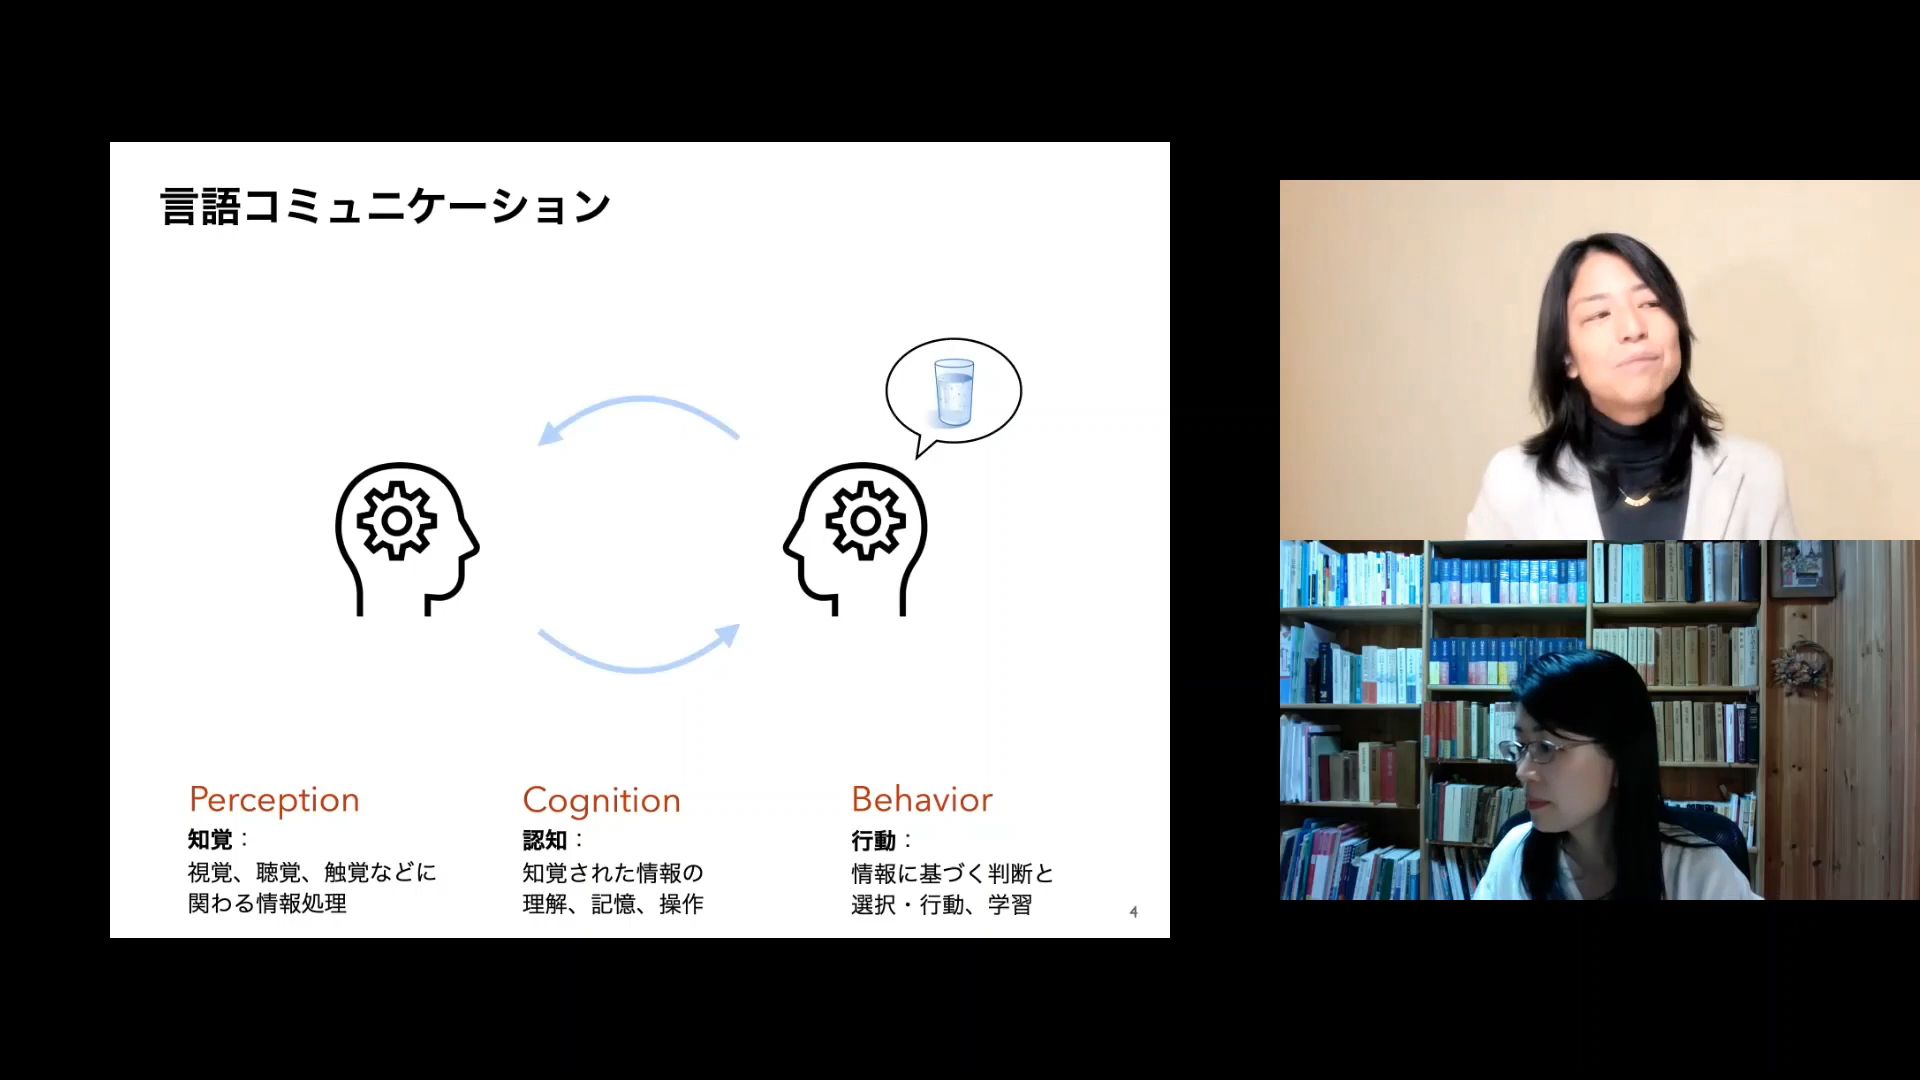 言語コミュニケーション
Perception
知覚：
視覚、聴覚、触覚などに
関わる情報処理
Cognition
認知：
知覚された情報の
理解、記憶、操作
Behavior
行動：
情報に基づく判断と
選択・行動、学習
4